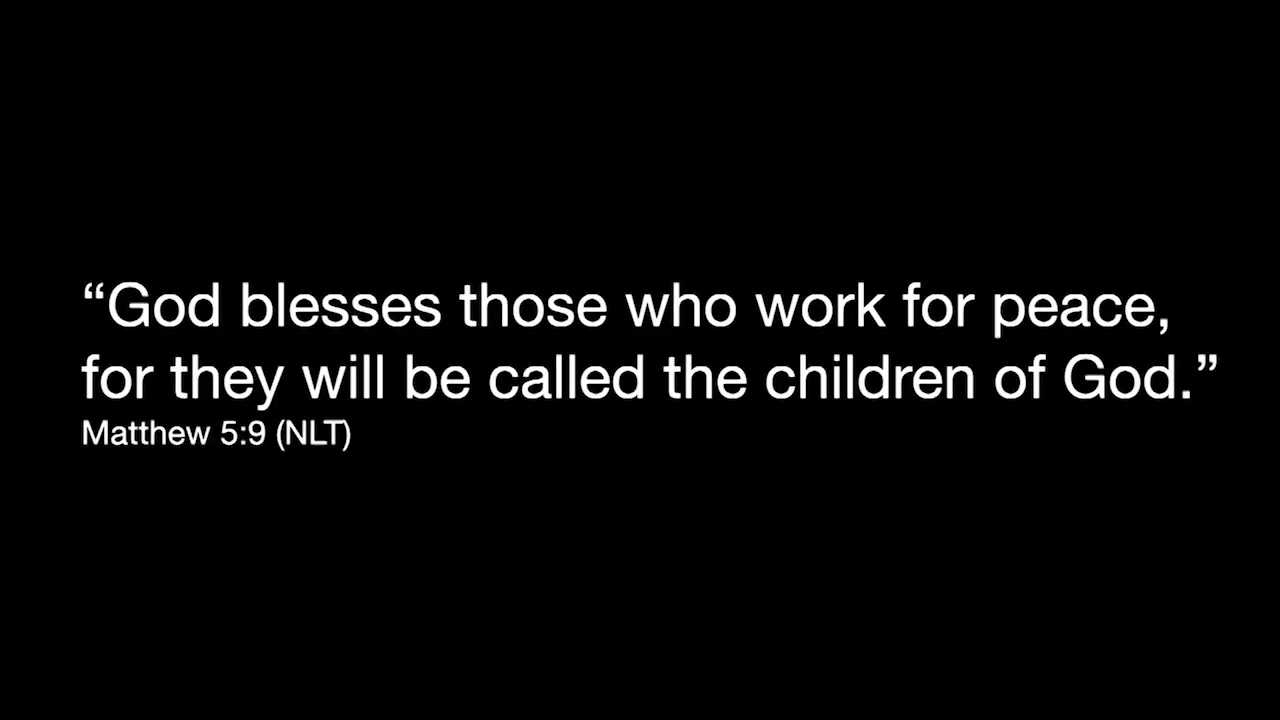 “God blesses those who work for peace,
for they will be called the children of God.”
Matthew 5:9 (NLT)